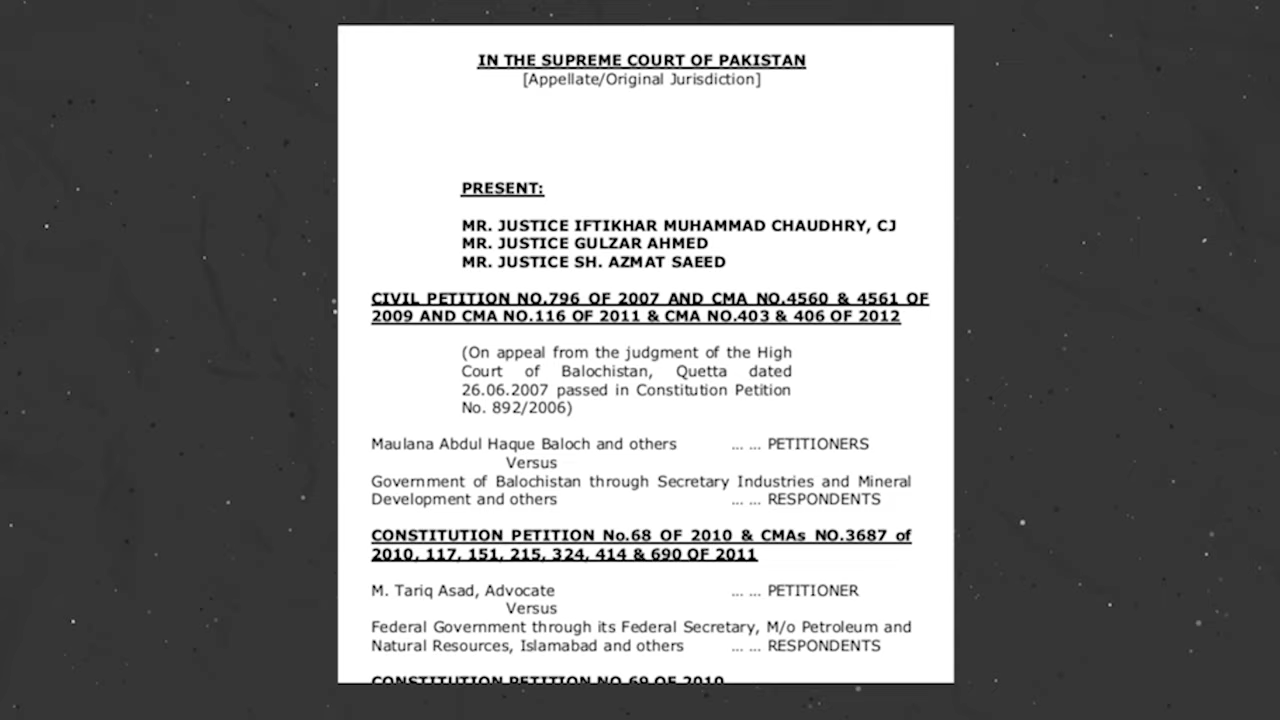 IN THE SUPREME COURT OF PAKISTAN
[Appellate/Original Jurisdiction]
PRESENT:
MR. JUSTICE IFTIKHAR MUHAMMAD CHAUDHRY, CJ
MR. JUSTICE GULZAR AHMED
MR. JUSTICE SH. AZMAT SAEED
CIVIL PETITION NO.796 OF 2007 AND CMA NO.4560 & 4561 OF
2009 AND CMA NO.116 OF 2011 & CMA NO.403 & 406 OF 2012
(On appeal from the judgment of the High
Court of Balochistan, Quetta dated
26.06.2007 passed in Constitution Petition
No. 892/2006)
Maulana Abdul Haque Baloch and others ... ... PETITIONERS
Versus
Government of Balochistan through Secretary Industries and Mineral
Development and others ... ... RESPONDENTS
CONSTITUTION PETITION No.68 OF 2010 & CMAs NO.3687 of
2010, 117, 151, 215, 324, 414 & 690 OF 2011
M. Tariq Asad, Advocate ... ... PETITIONER
Versus
Federal Government through its Federal Secretary, M/o Petroleum and
Natural Resources, Islamabad and others ... ... RESPONDENTS
CONSTITUTION PETITION NO.69 OF 2010